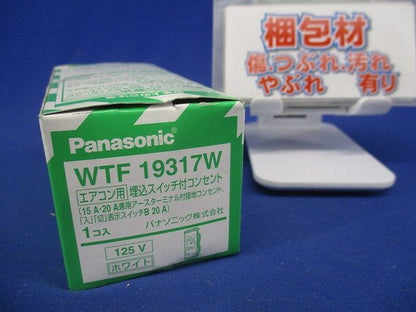 梱包材
傷、つぶれ、汚れ
やぶれ 有り
Panasonic
WTF 19317W
エアコン用 埋込スイッチ付コンセント
(15 A・20 A兼用アースターミナル付接地コンセント、
「入」「切」表示スイッチB 20 A)
1コ入
パナソニック株式会社
125 V
ホワイト